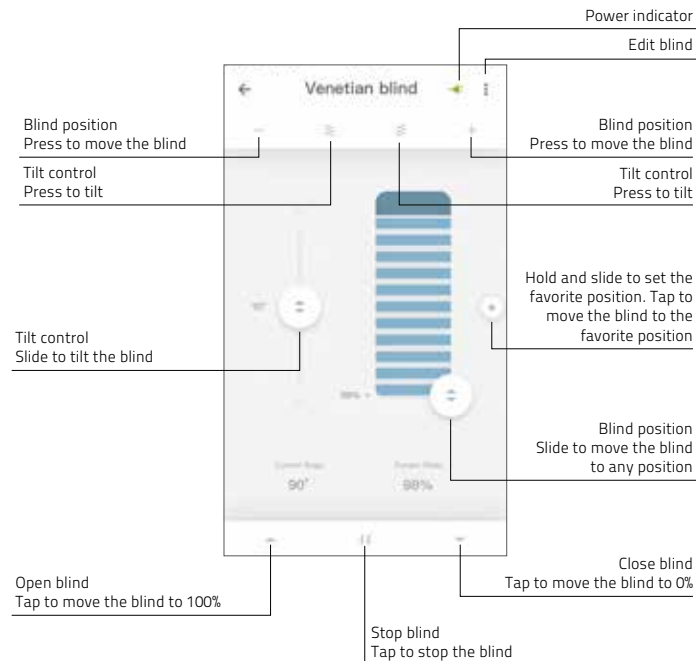 Power indicator
Edit blind
Venetian blind
Blind position
Press to move the blind
Tilt control
Press to tilt
Blind position
Press to move the blind
Tilt control
Press to tilt
Hold and slide to set the
favorite position. Tap to
move the blind to the
favorite position
Tilt control
Slide to tilt the blind
Blind position
Slide to move the blind
to any position
90°
98%
Open blind
Tap to move the blind to 100%
Close blind
Tap to move the blind to 0%
Stop blind
Tap to stop the blind